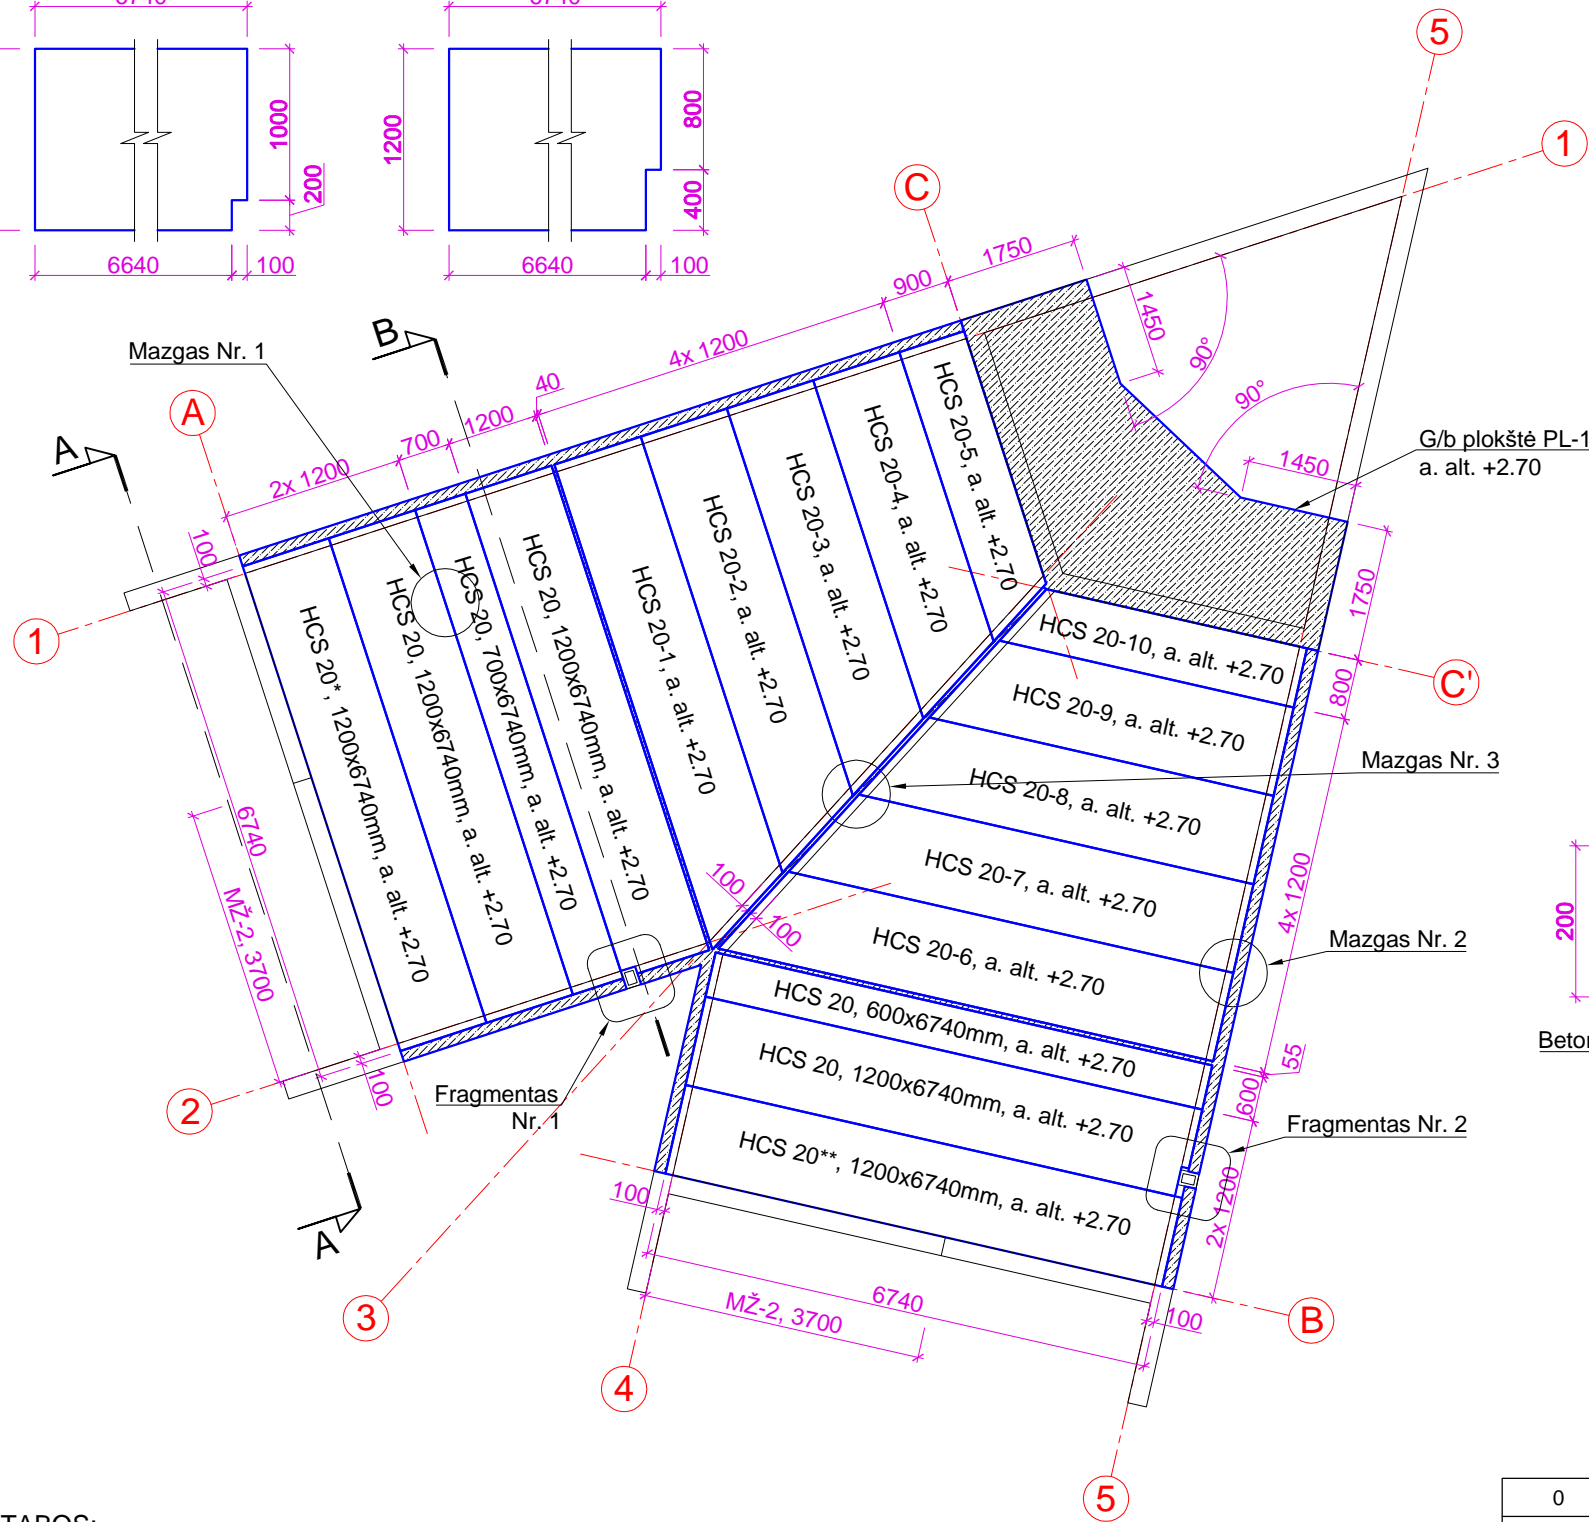 1000
200
6640
100
1200
800
400
6640
100
5
1
C
1750
900
1450
90°
90°
4x 1200
B
Mazgas Nr. 1
40
1200
700
2x 1200
A
A
100
1
G/b plokštė PL-1
a. alt. +2.70
1450
1750
HCS 20-5, a. alt. +2.70
HCS 20-4, a. alt. +2.70
HCS 20-3, a. alt. +2.70
HCS 20-2, a. alt. +2.70
HCS 20-1, a. alt. +2.70
HCS 20, 1200x6740mm, a. alt. +2.70
HCS 20, 700x6740mm, a. alt. +2.70
HCS 20, 1200x6740mm, a. alt. +2.70
HCS 20*, 1200x6740mm, a. alt. +2.70
HCS 20-10, a. alt. +2.70
HCS 20-9, a. alt. +2.70
HCS 20-8, a. alt. +2.70
HCS 20-7, a. alt. +2.70
HCS 20-6, a. alt. +2.70
HCS 20, 600x6740mm, a. alt. +2.70
HCS 20, 1200x6740mm, a. alt. +2.70
HCS 20**, 1200x6740mm, a. alt. +2.70
800
C'
Mazgas Nr. 3
6740
MŽ-2, 3700
100
100
4x 1200
Mazgas Nr. 2
200
55
600
2
100
Fragmentas
Nr. 1
Fragmentas Nr. 2
2x 1200
A
100
3
6740
MŽ-2, 3700
100
B
4
5
0